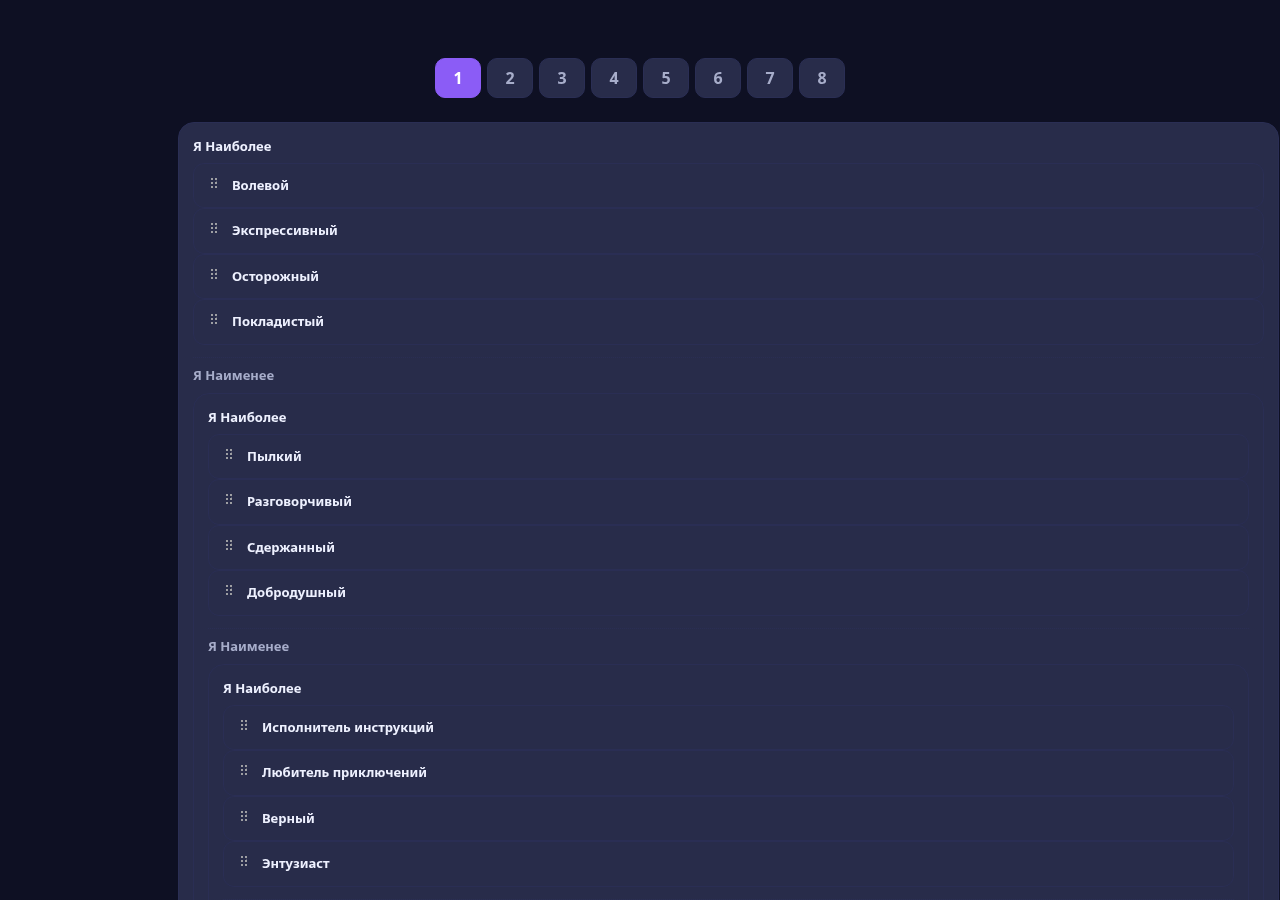 1 2 3 4 5 6 7 8
Я Наиболее
Волевой
Экспрессивный
Осторожный
Покладистый
Я Наименее
Я Наиболее
Пылкий
Разговорчивый
Сдержанный
Добродушный
Я Наименее
Я Наиболее
Исполнитель инструкций
Любитель приключений
Верный
Энтузиаст